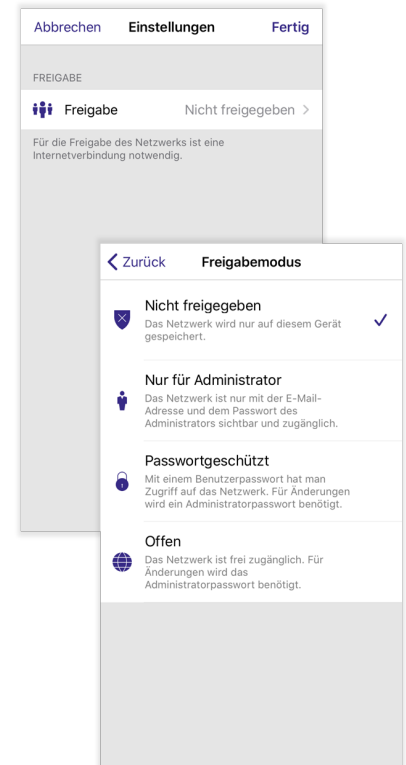 Abbrechen Einstellungen Fertig
FREIGABE
Freigabe Nicht freigegeben
Für die Freigabe des Netzwerks ist eine
Internetverbindung notwendig.
Zurück Freigabemodus
Nicht freigegeben
Das Netzwerk wird nur auf diesem Gerät
gespeichert.
Nur für Administrator
Das Netzwerk ist nur mit der E-Mail-
Adresse und dem Passwort des
Administrators sichtbar und zugänglich.
Passwortgeschützt
Mit einem Benutzerpasswort hat man
Zugriff auf das Netzwerk. Für Änderungen
wird ein Administratorpasswort benötigt.
Offen
Das Netzwerk ist frei zugänglich. Für
Änderungen wird das
Administratorpasswort benötigt.